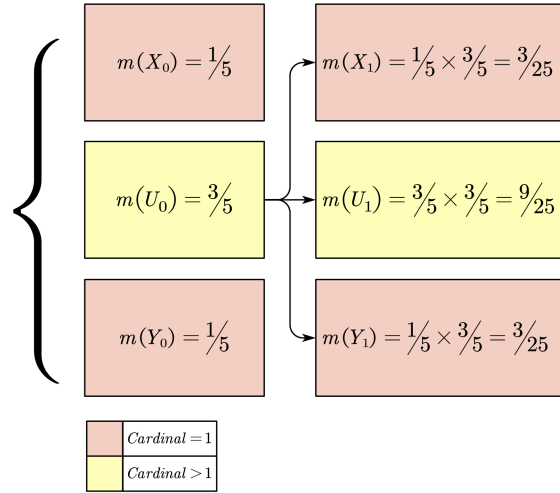 m(X₀) = 1/5
m(X₁) = 1/5 × 3/5 = 3/25
m(U₀) = 3/5
m(U₁) = 3/5 × 3/5 = 9/25
m(Y₀) = 1/5
m(Y₁) = 1/5 × 3/5 = 3/25
Cardinal = 1
Cardinal > 1